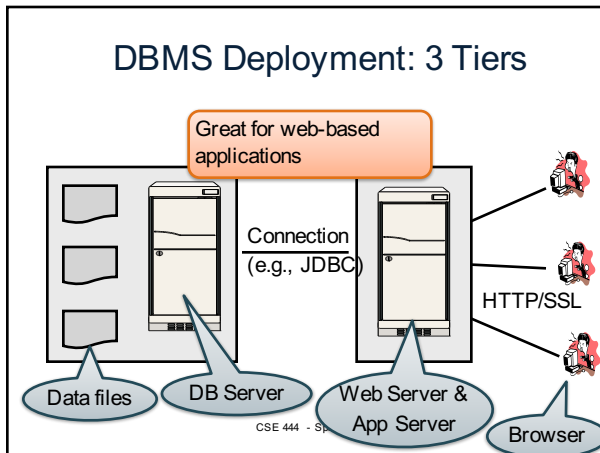 DBMS Deployment: 3 Tiers
Great for web-based
applications
Connection
(e.g., JDBC)
HTTP/SSL
Data files
DB Server
Web Server &
App Server
Browser
CSE 444 -